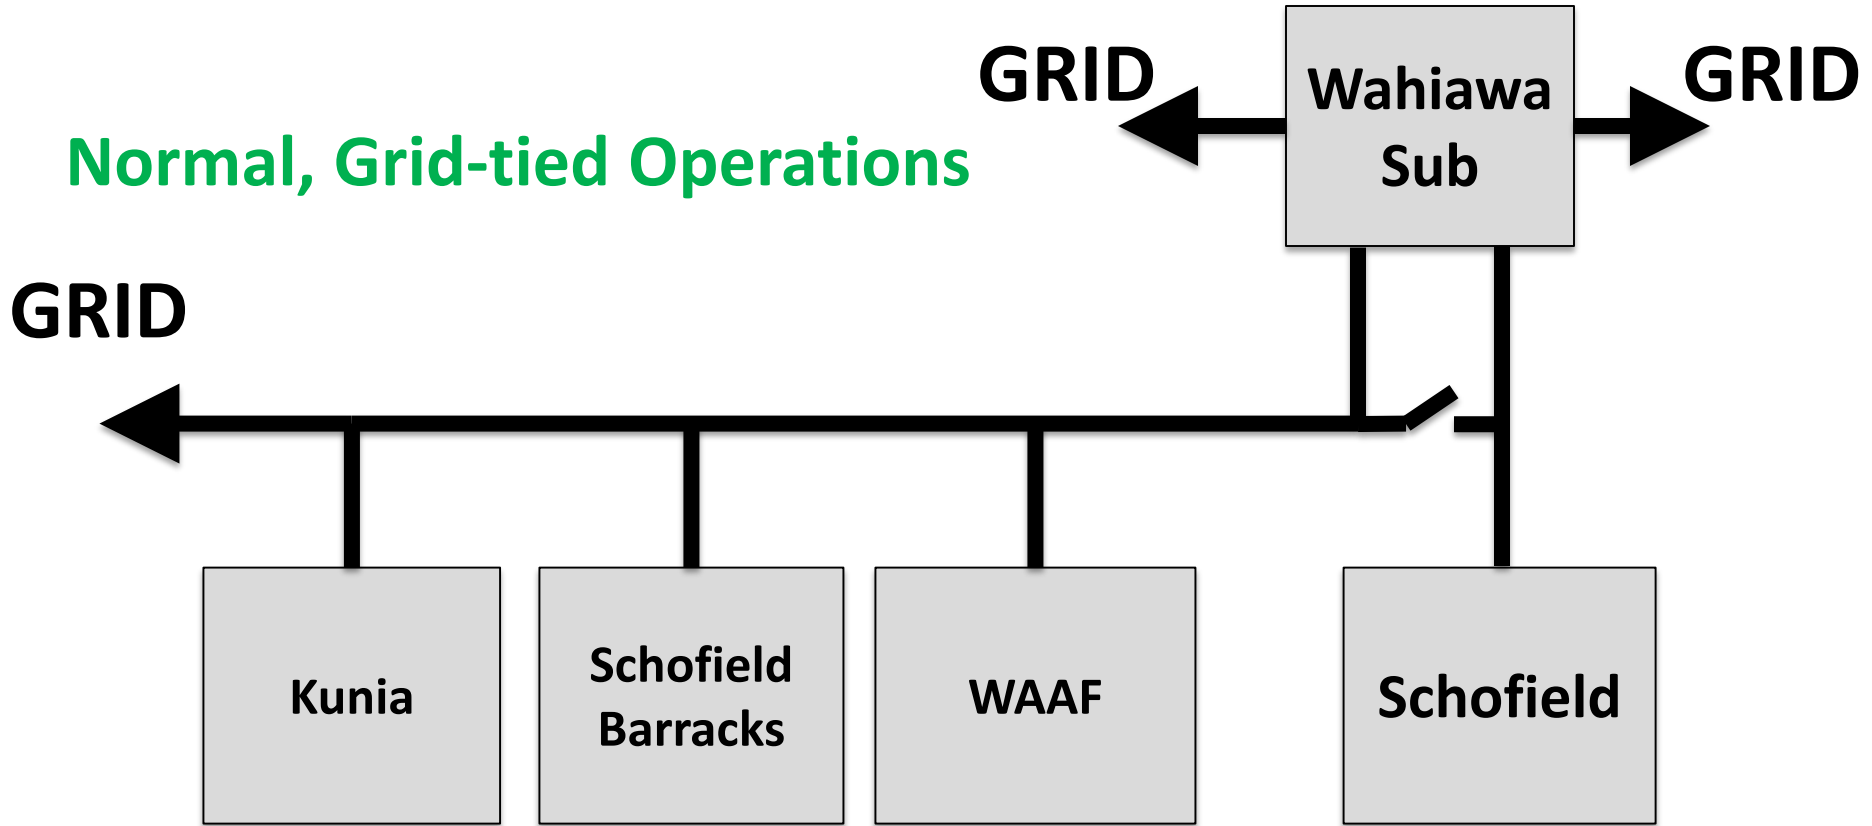 GRID
Wahiawa
Sub
GRID
Normal, Grid-tied Operations
GRID
Kunia
Schofield
Barracks
WAAF
Schofield